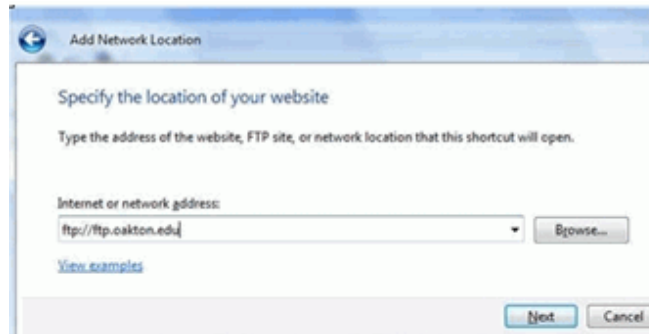 Add Network Location
Specify the location of your website
Type the address of the website, FTP site, or network location that this shortcut will open.
Internet or network address:
ftp://ftp.oakton.edu
Browse...
View examples
Next Cancel